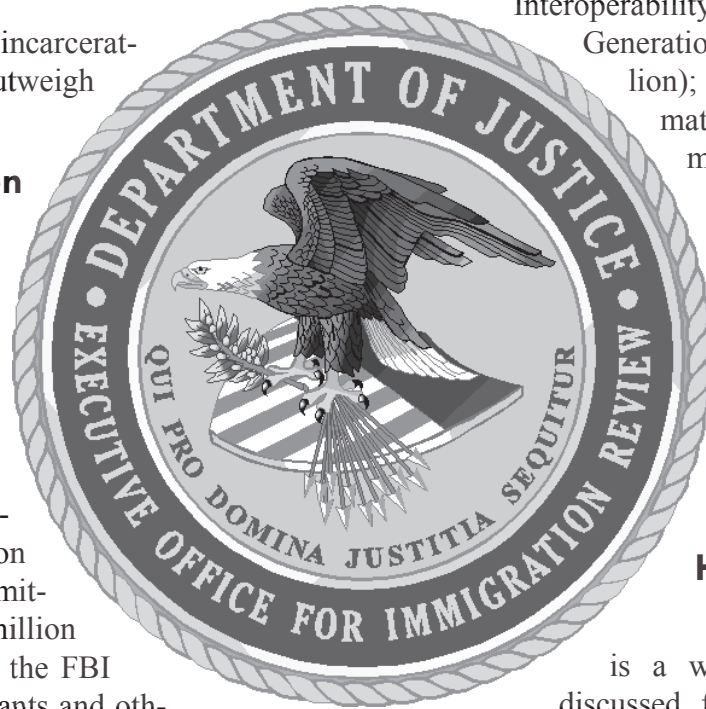 incarcerat-
utweigh
n
-
on
mit-
million
the FBI
ants and oth-
DEPARTMENT OF JUSTICE
EXECUTIVE OFFICE FOR IMMIGRATION REVIEW
QUI PRO DOMINA JUSTITIA SEQUITUR
Interoperability
Generatio
lion);
mat
m
H
is a w
discussed f